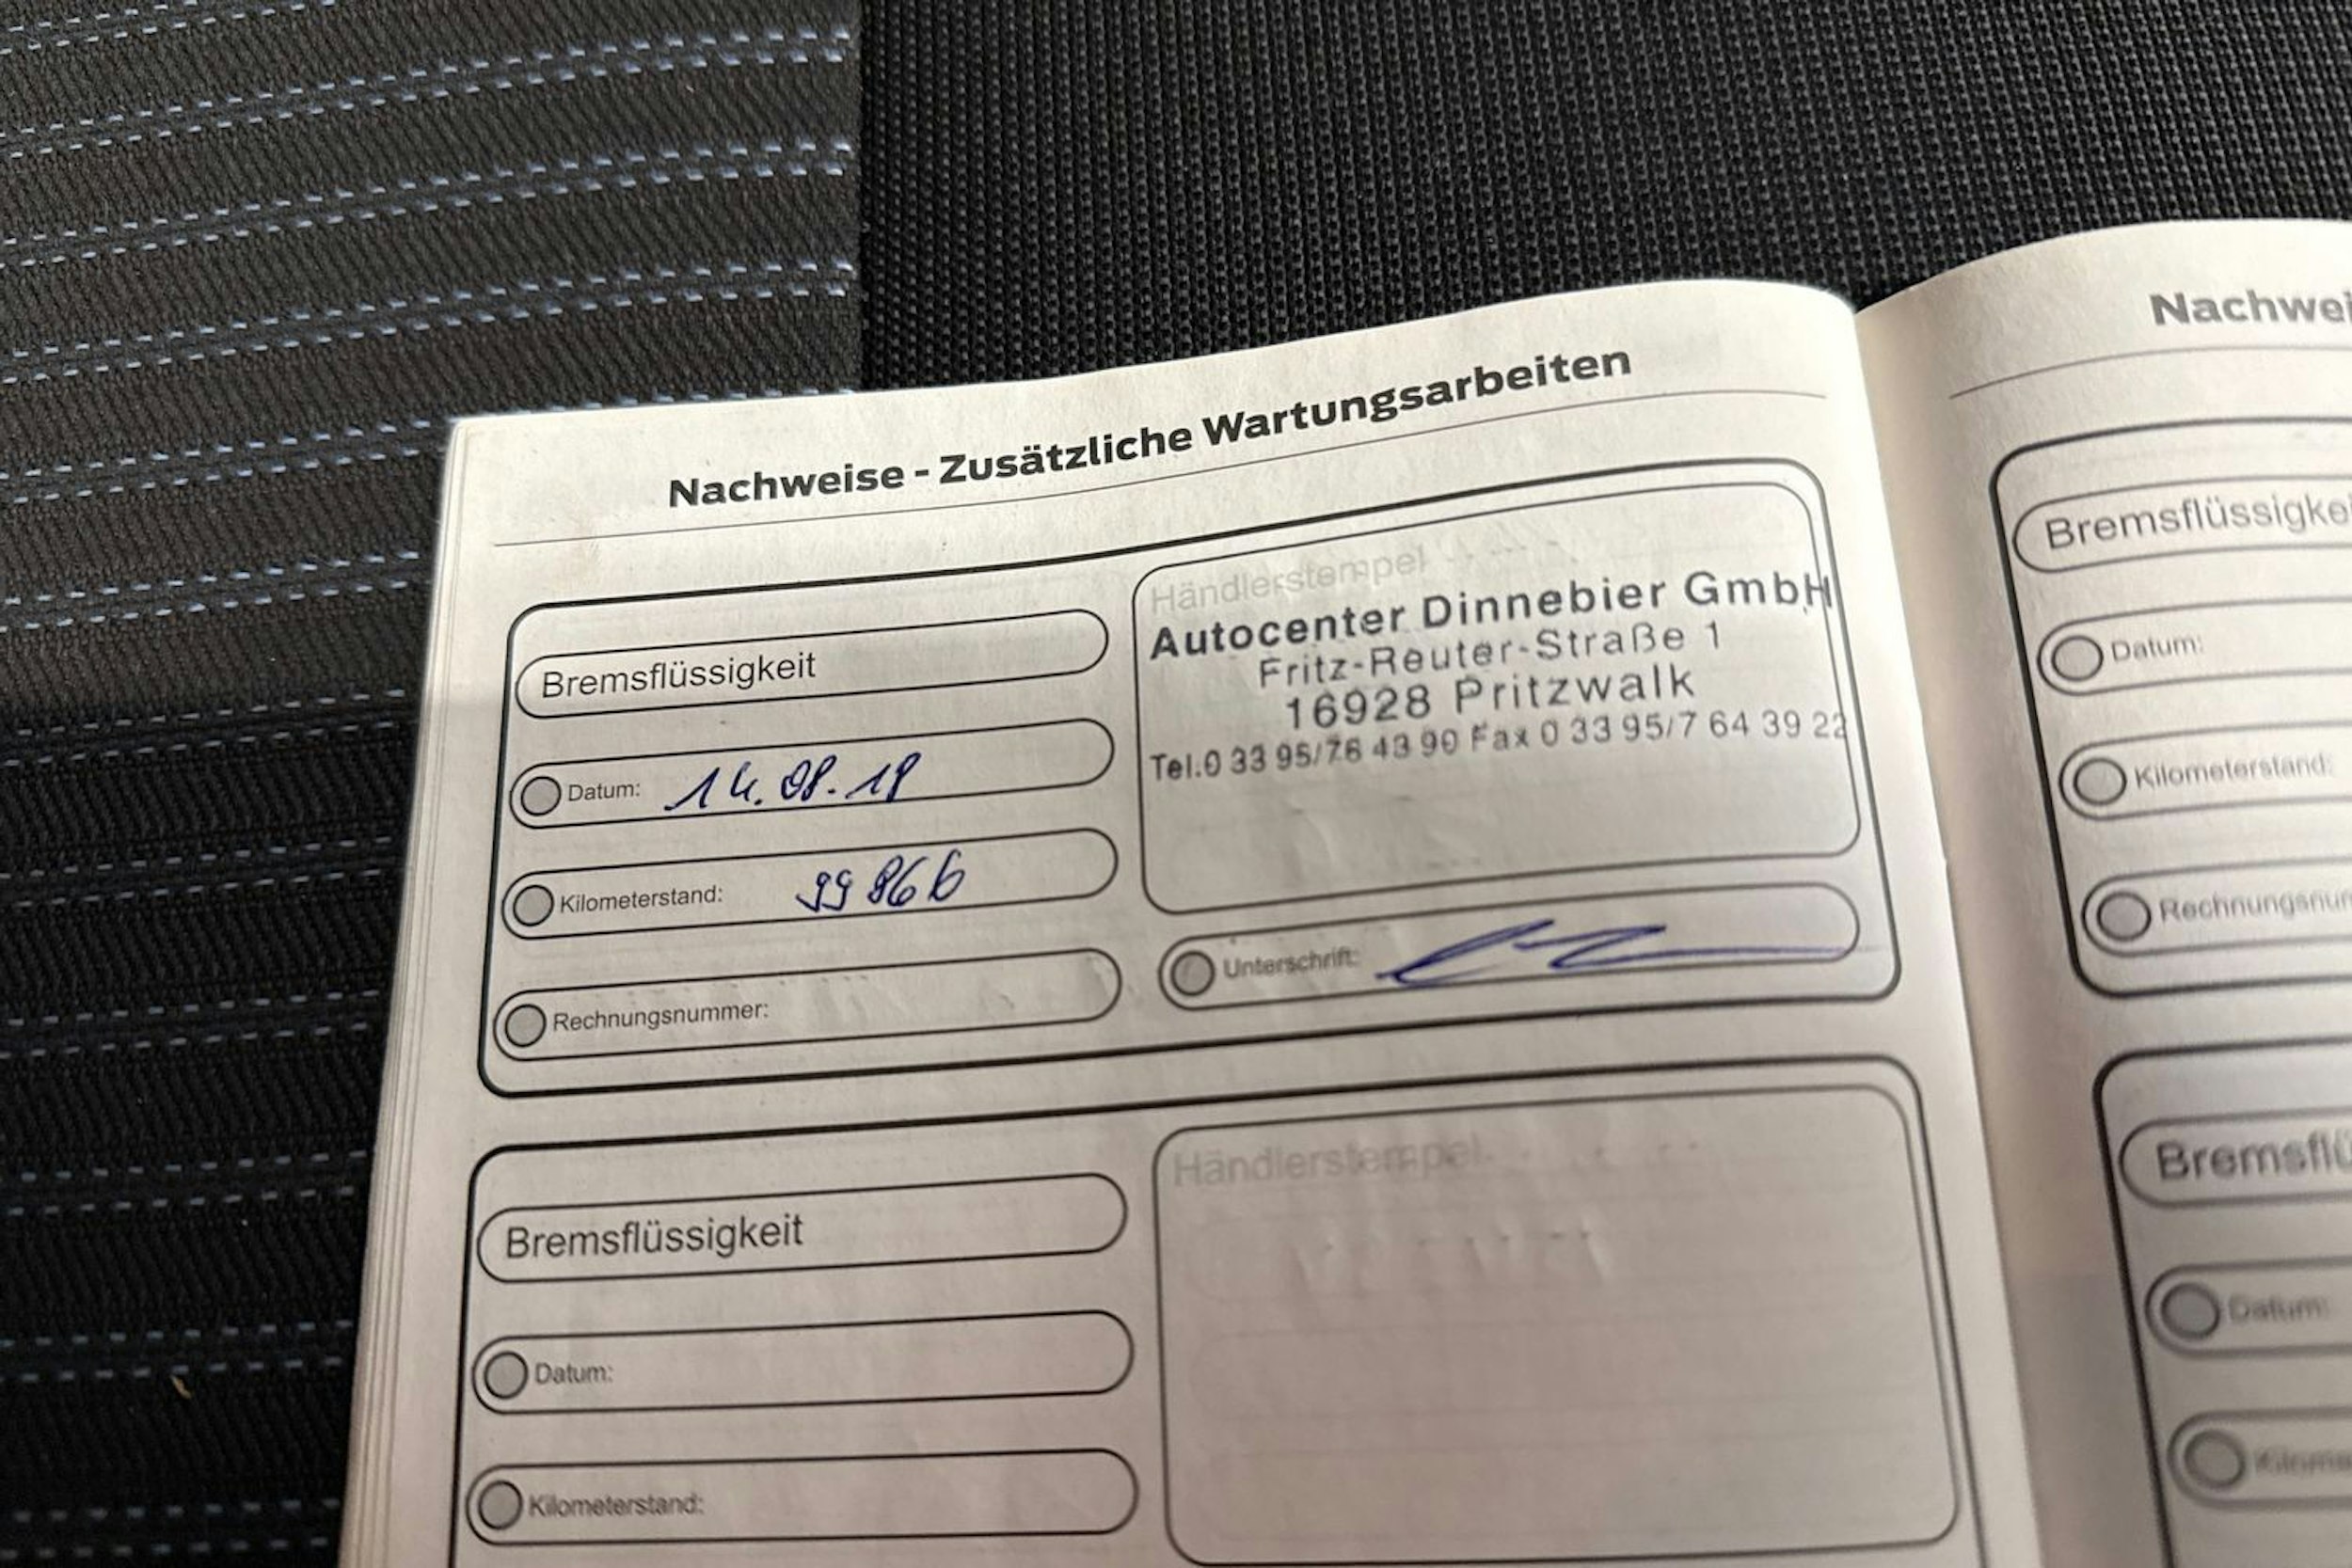 Nachweise - Zusätzliche Wartungsarbeiten
Bremsflüssigkeit
Datum: 14.08.18
Kilometerstand: 99866
Rechnungsnummer:
Händlerstempel
Autocenter Dinnebier GmbH
Fritz-Reuter-Straße 1
16928 Pritzwalk
Tel.0 33 95/76 43 90 Fax 0 33 95/7 64 39 22
Unterschrift:
Bremsflüssigkeit
Datum:
Kilometerstand:
Händlerstempel
Nachwei
Bremsflüssigke
Datum:
Kilometerstand:
Rechnungsnum
Bremsflü
Datum:
Kilome